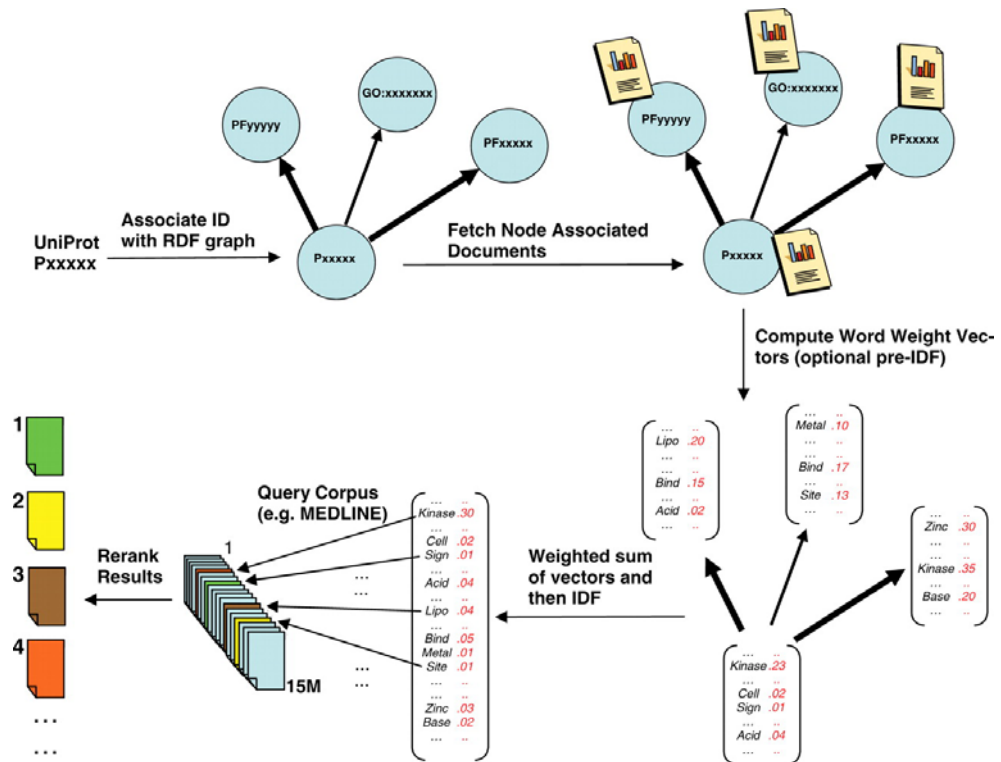 PFyyyyy
GO:xxxxxxx
PFxxxxx
UniProt
Pxxxxx
Associate ID
with RDF graph
Pxxxxx
Fetch Node Associated
Documents
PFyyyyy
GO:xxxxxxx
PFxxxxx
Pxxxxx
Compute Word Weight Vec-
tors (optional pre-IDF)
... ..
Lipo .20
... ..
... ..
Bind .15
... ..
Acid .02
... ..
... ..
Metal .10
... ..
... ..
Bind .17
... ..
Site .13
... ..
... ..
Zinc .30
... ..
... ..
Kinase .35
... ..
Base .20
... ..
... ..
Kinase .23
... ..
Cell .02
Sign .01
... ..
Acid .04
... ..
Weighted sum
of vectors and
then IDF
... ..
Kinase .30
... ..
Cell .02
Sign .01
... ..
Acid .04
... ..
Lipo .04
... ..
Bind .05
Metal .01
Site .01
... ..
... ..
Zinc .03
Base .02
... ..
Query Corpus
(e.g. MEDLINE)
...
...
...
...
1
15M
Rerank
Results
1
2
3
4
...
...